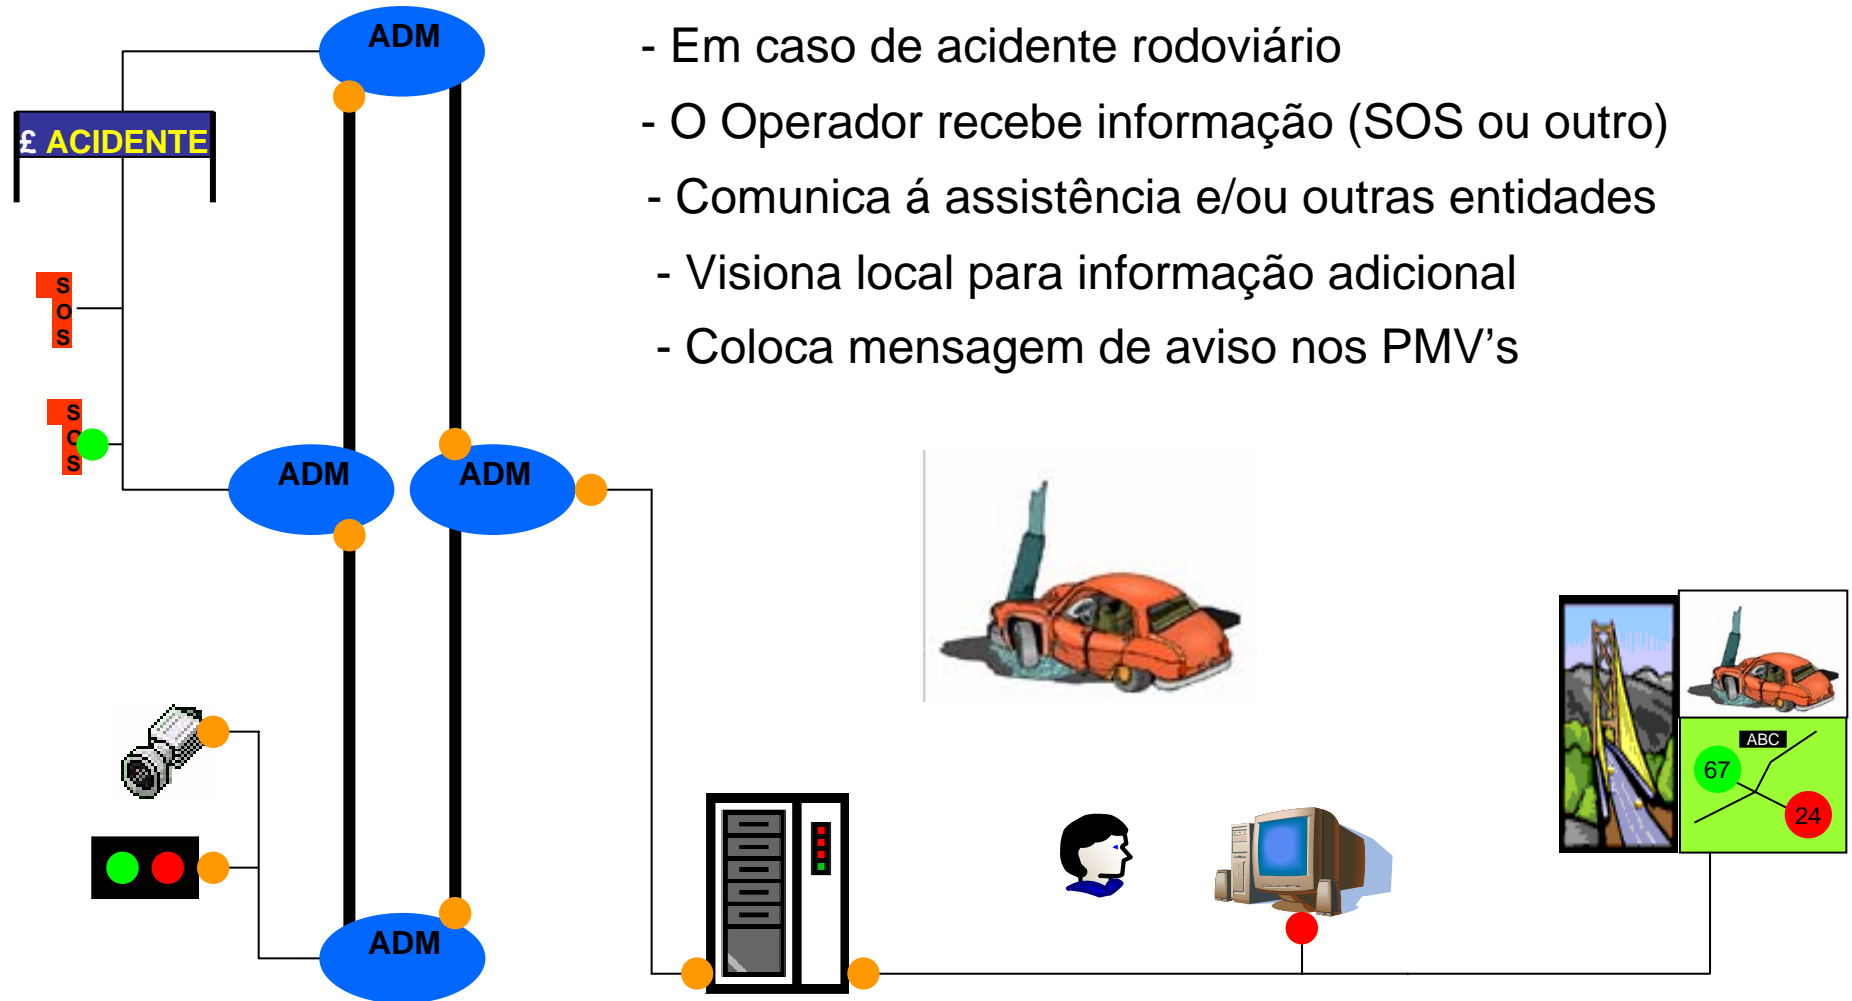 ADM
- Em caso de acidente rodoviário
- O Operador recebe informação (SOS ou outro)
£ ACIDENTE
- Comunica á assistência e/ou outras entidades
- Visiona local para informação adicional
S
O
S
- Coloca mensagem de aviso nos PMV's
S
O
S
ADM
ADM
ABC
67
24
ADM